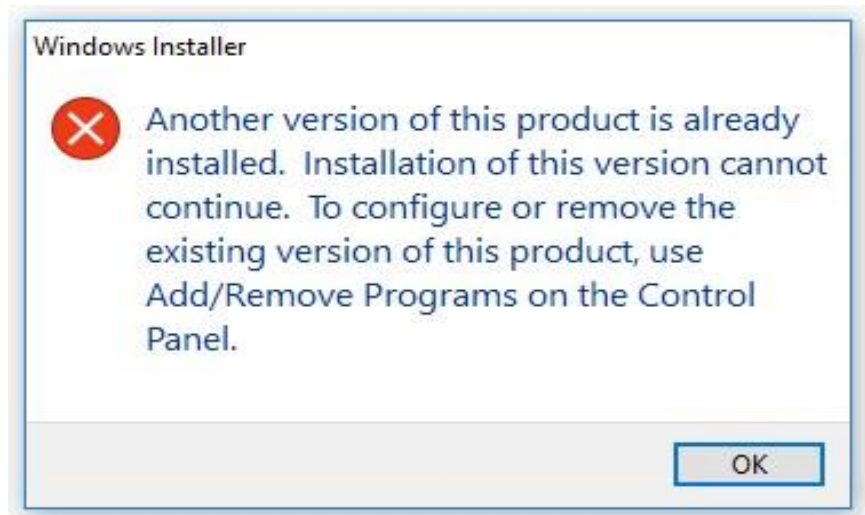 Windows Installer
Another version of this product is already
installed.  Installation of this version cannot
continue.  To configure or remove the
existing version of this product, use
Add/Remove Programs on the Control
Panel.
OK